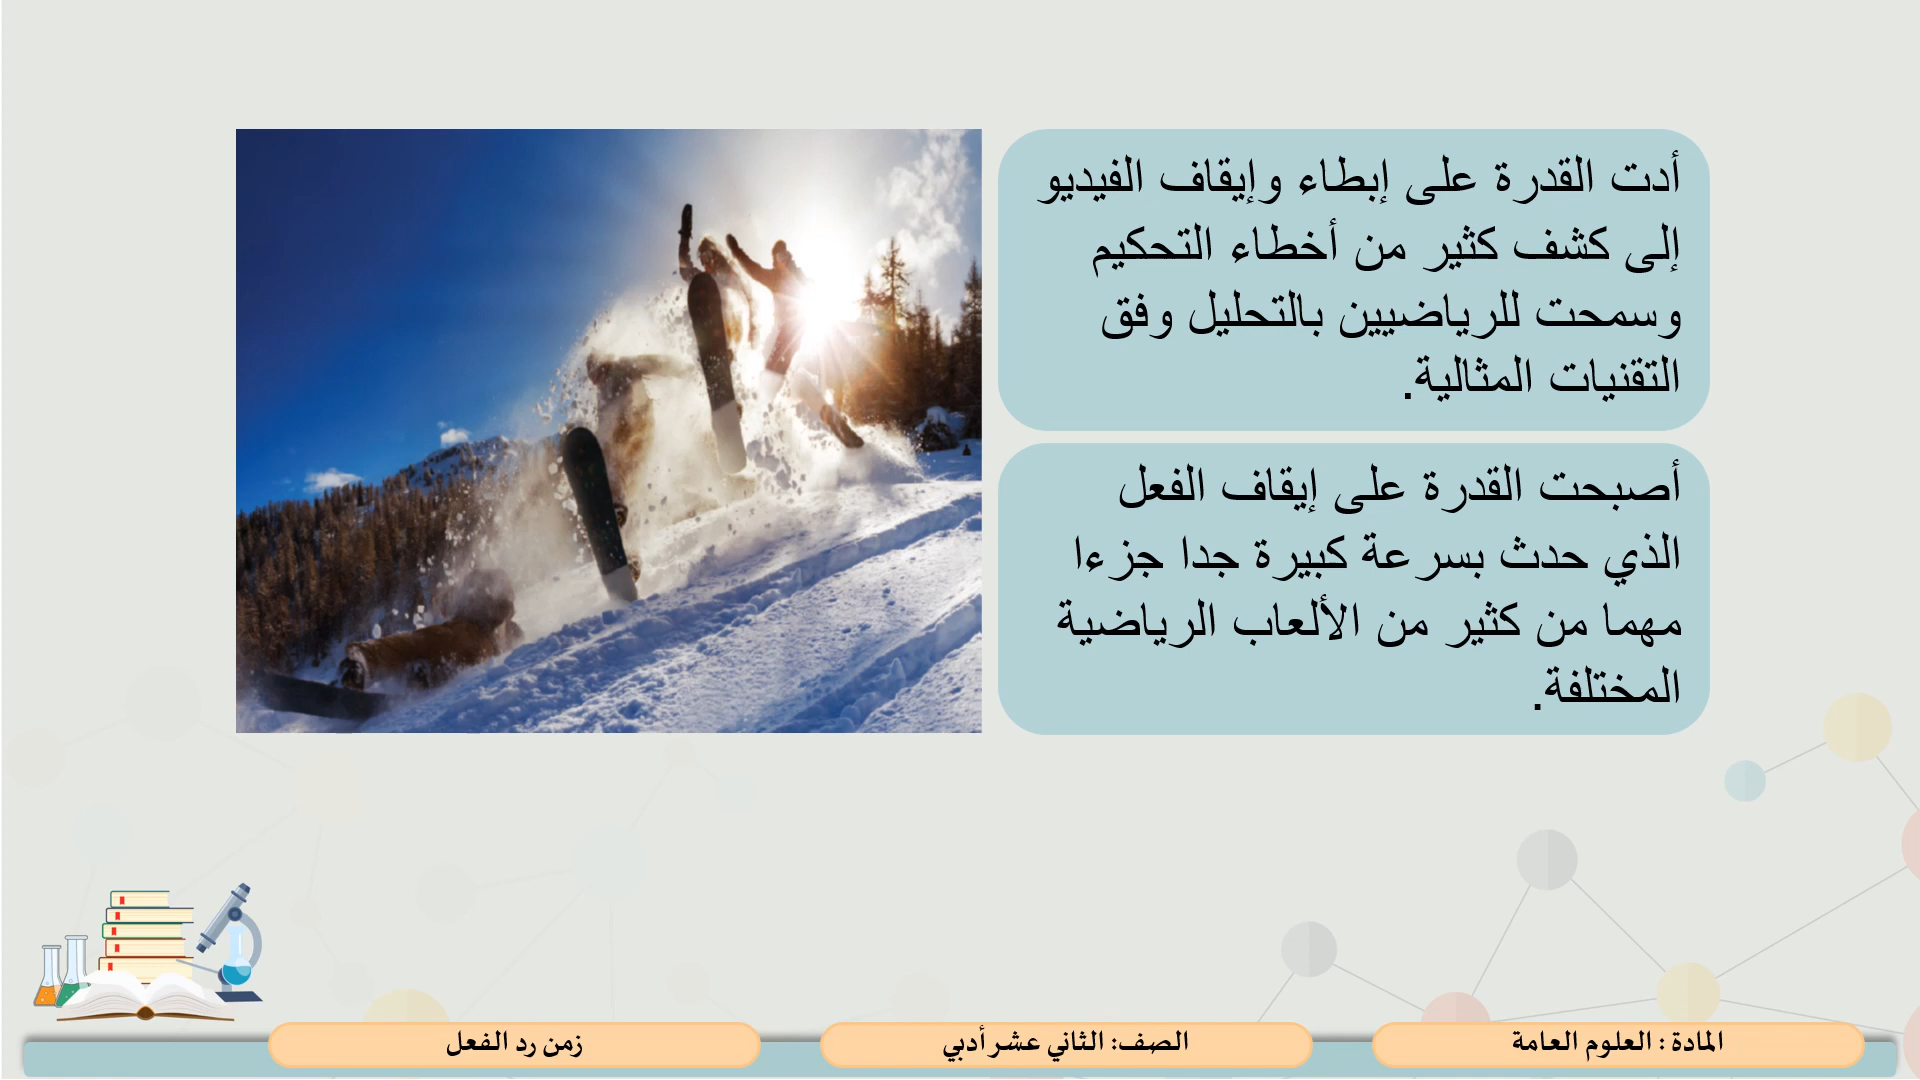 أدت القدرة على إبطاء وإيقاف الفيديو
إلى كشف كثير من أخطاء التحكيم
وسمحت للرياضيين بالتحليل وفق
التقنيات المثالية.
أصبحت القدرة على إيقاف الفعل
الذي حدث بسرعة كبيرة جدا جزءا
مهما من كثير من الألعاب الرياضية
المختلفة.
المادة : العلوم العامة
الصف: الثاني عشر أدبي
زمن رد الفعل